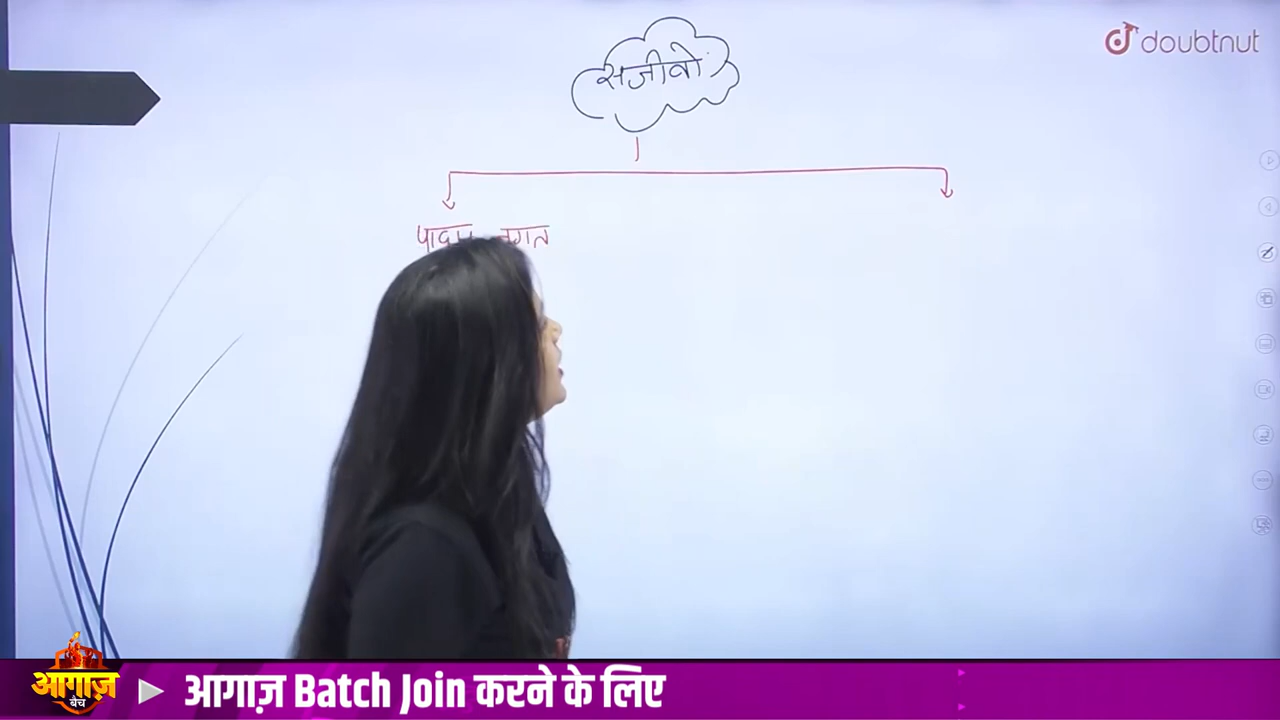 doubtnut
सजीवो
पादप जगत
आगाज़
बैच
आगाज़ Batch Join करने के लिए